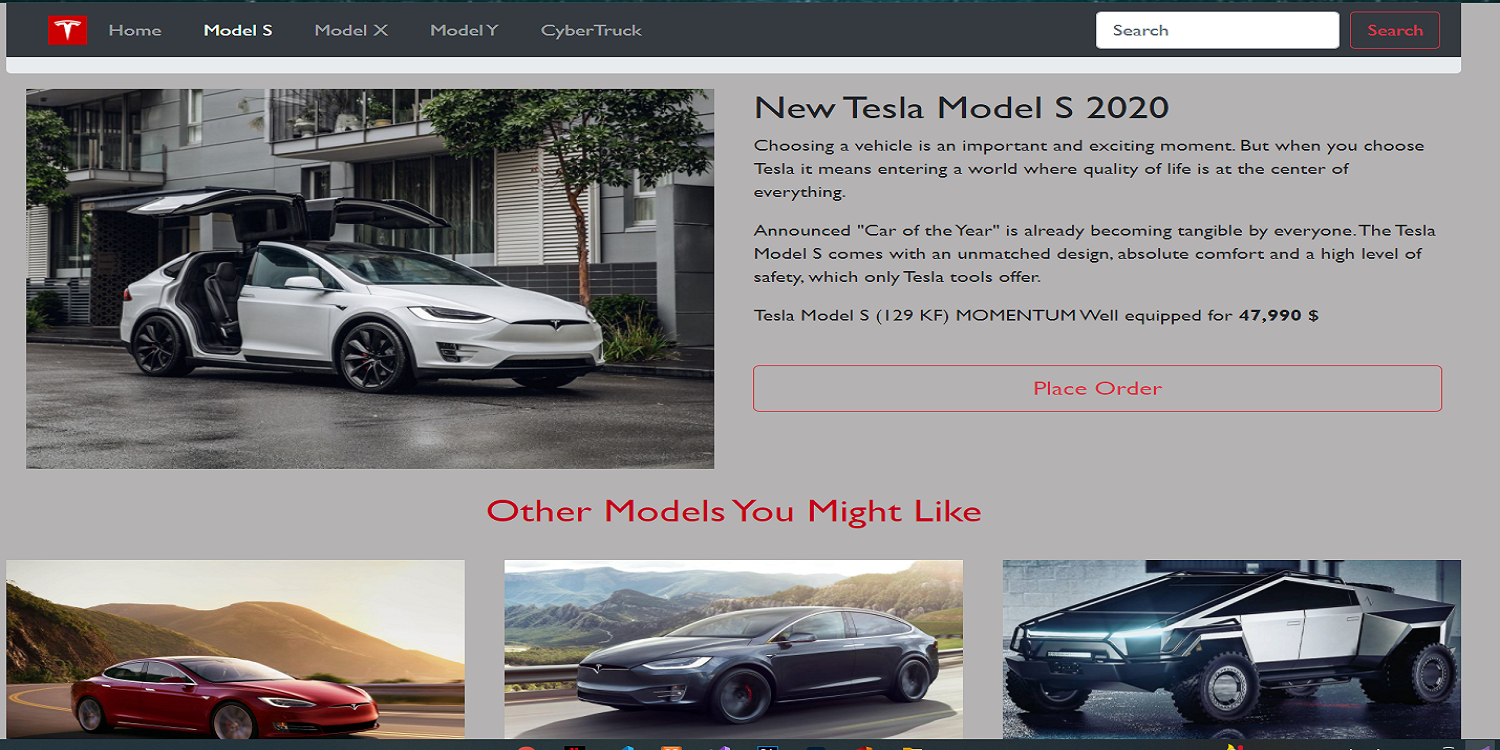 Home Model S Model X Model Y CyberTruck Search Search
New Tesla Model S 2020
Choosing a vehicle is an important and exciting moment. But when you choose
Tesla it means entering a world where quality of life is at the center of
everything.
Announced "Car of the Year" is already becoming tangible by everyone. The Tesla
Model S comes with an unmatched design, absolute comfort and a high level of
safety, which only Tesla tools offer.
Tesla Model S (129 KF) MOMENTUM Well equipped for 47,990 $
Place Order
Other Models You Might Like